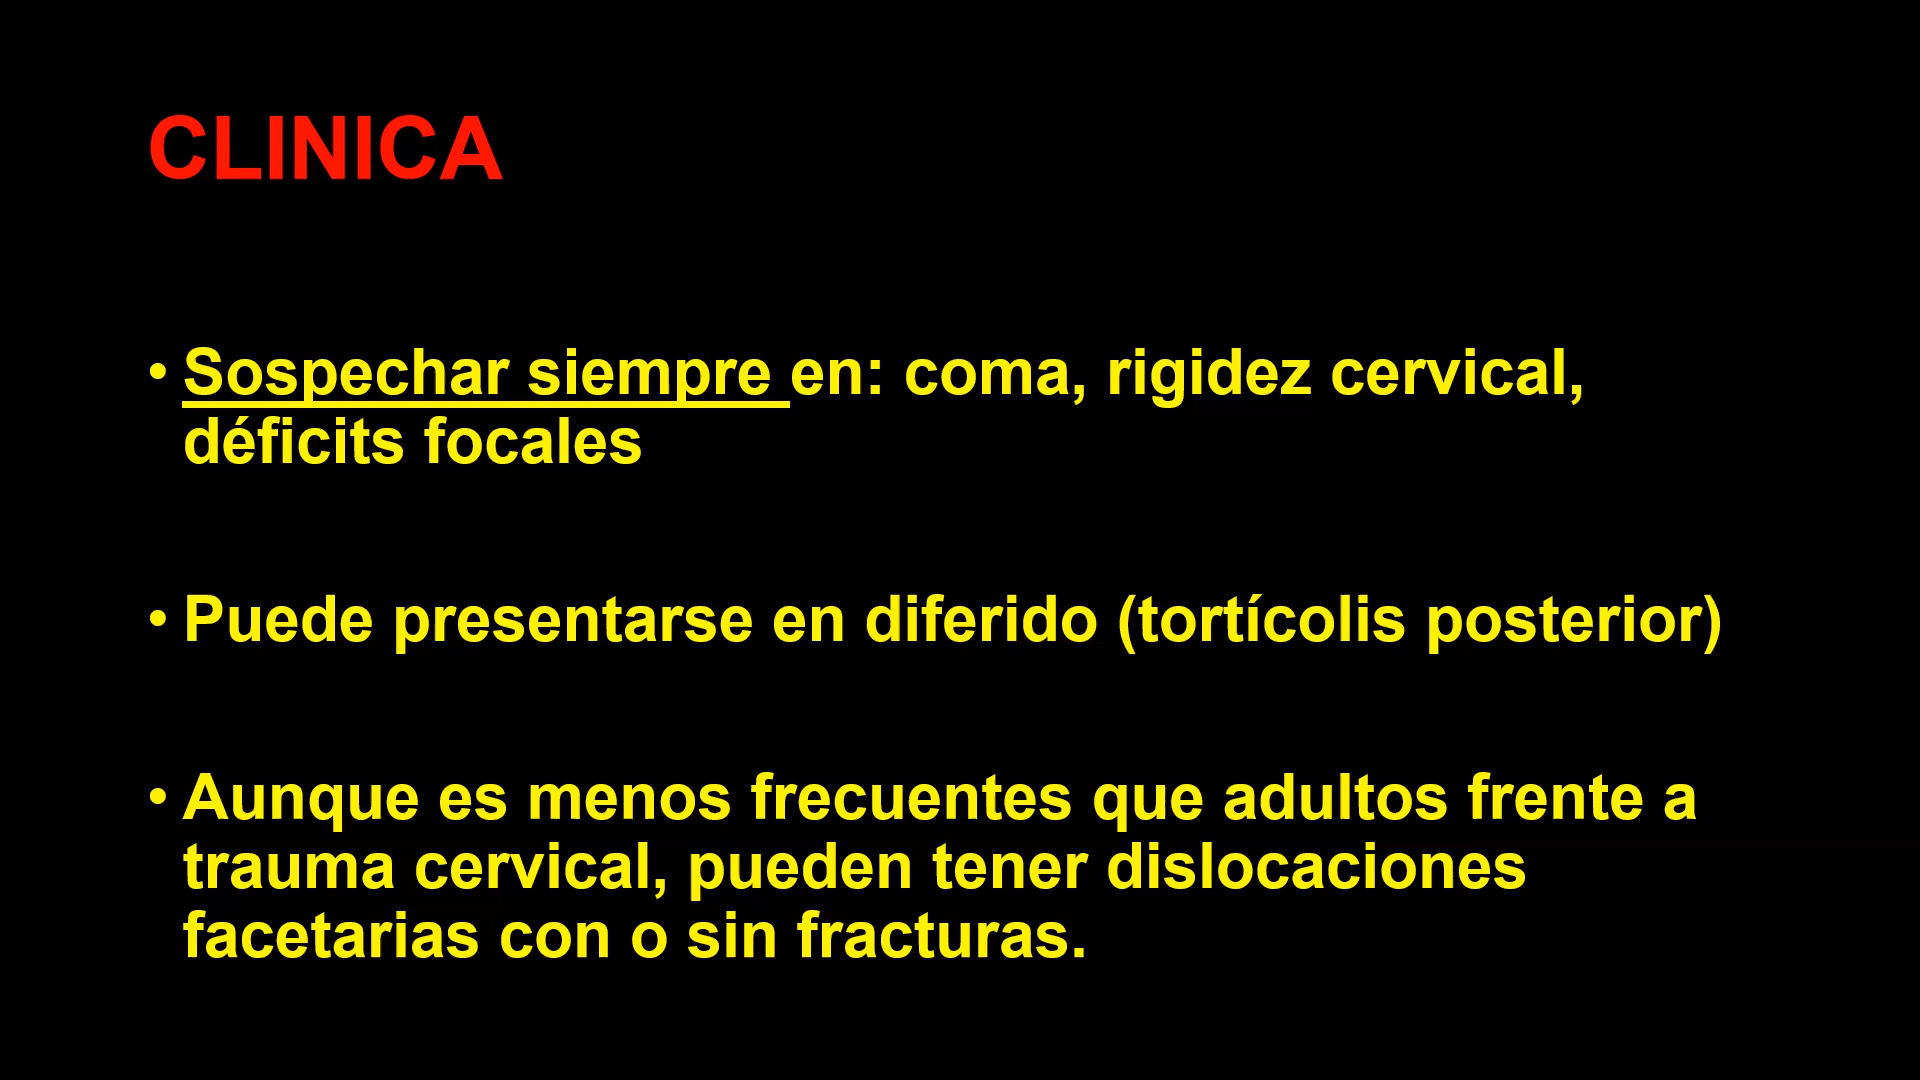 CLINICA
• Sospechar siempre en: coma, rigidez cervical,
déficits focales
• Puede presentarse en diferido (tortícolis posterior)
• Aunque es menos frecuentes que adultos frente a
trauma cervical, pueden tener dislocaciones
facetarias con o sin fracturas.